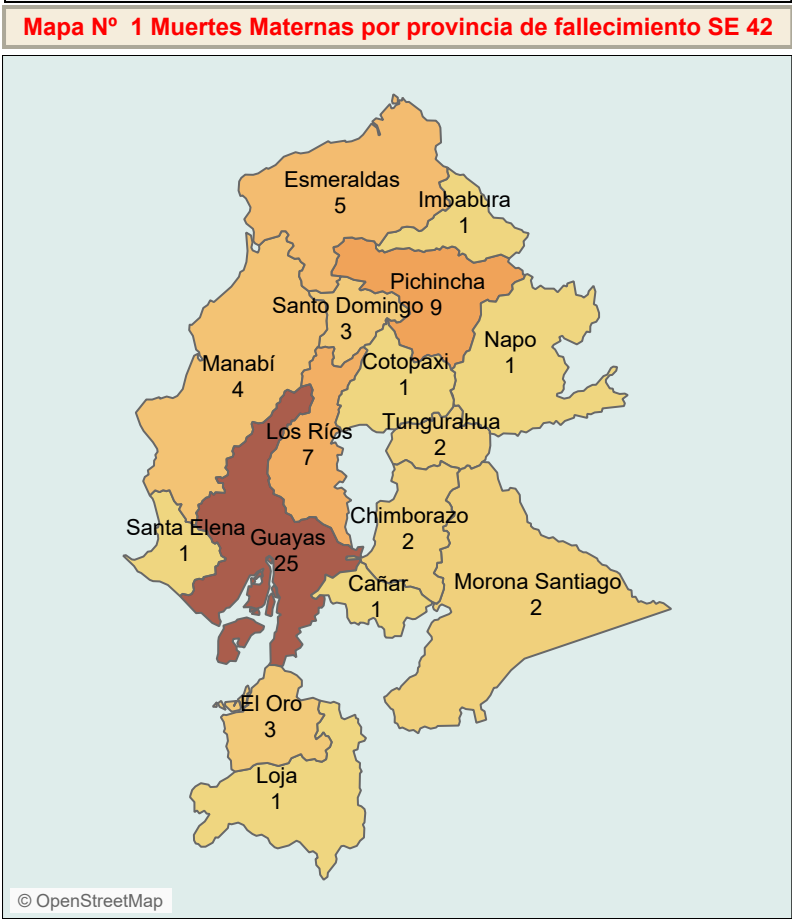 Mapa Nº 1 Muertes Maternas por provincia de fallecimiento SE 42
Esmeraldas
5
Imbabura
1
Pichincha
9
Santo Domingo
3
Napo
1
Manabí
4
Cotopaxi
1
Tungurahua
2
Los Ríos
7
Chimborazo
2
Santa Elena
1
Guayas
25
Cañar
1
Morona Santiago
2
El Oro
3
Loja
1
© OpenStreetMap